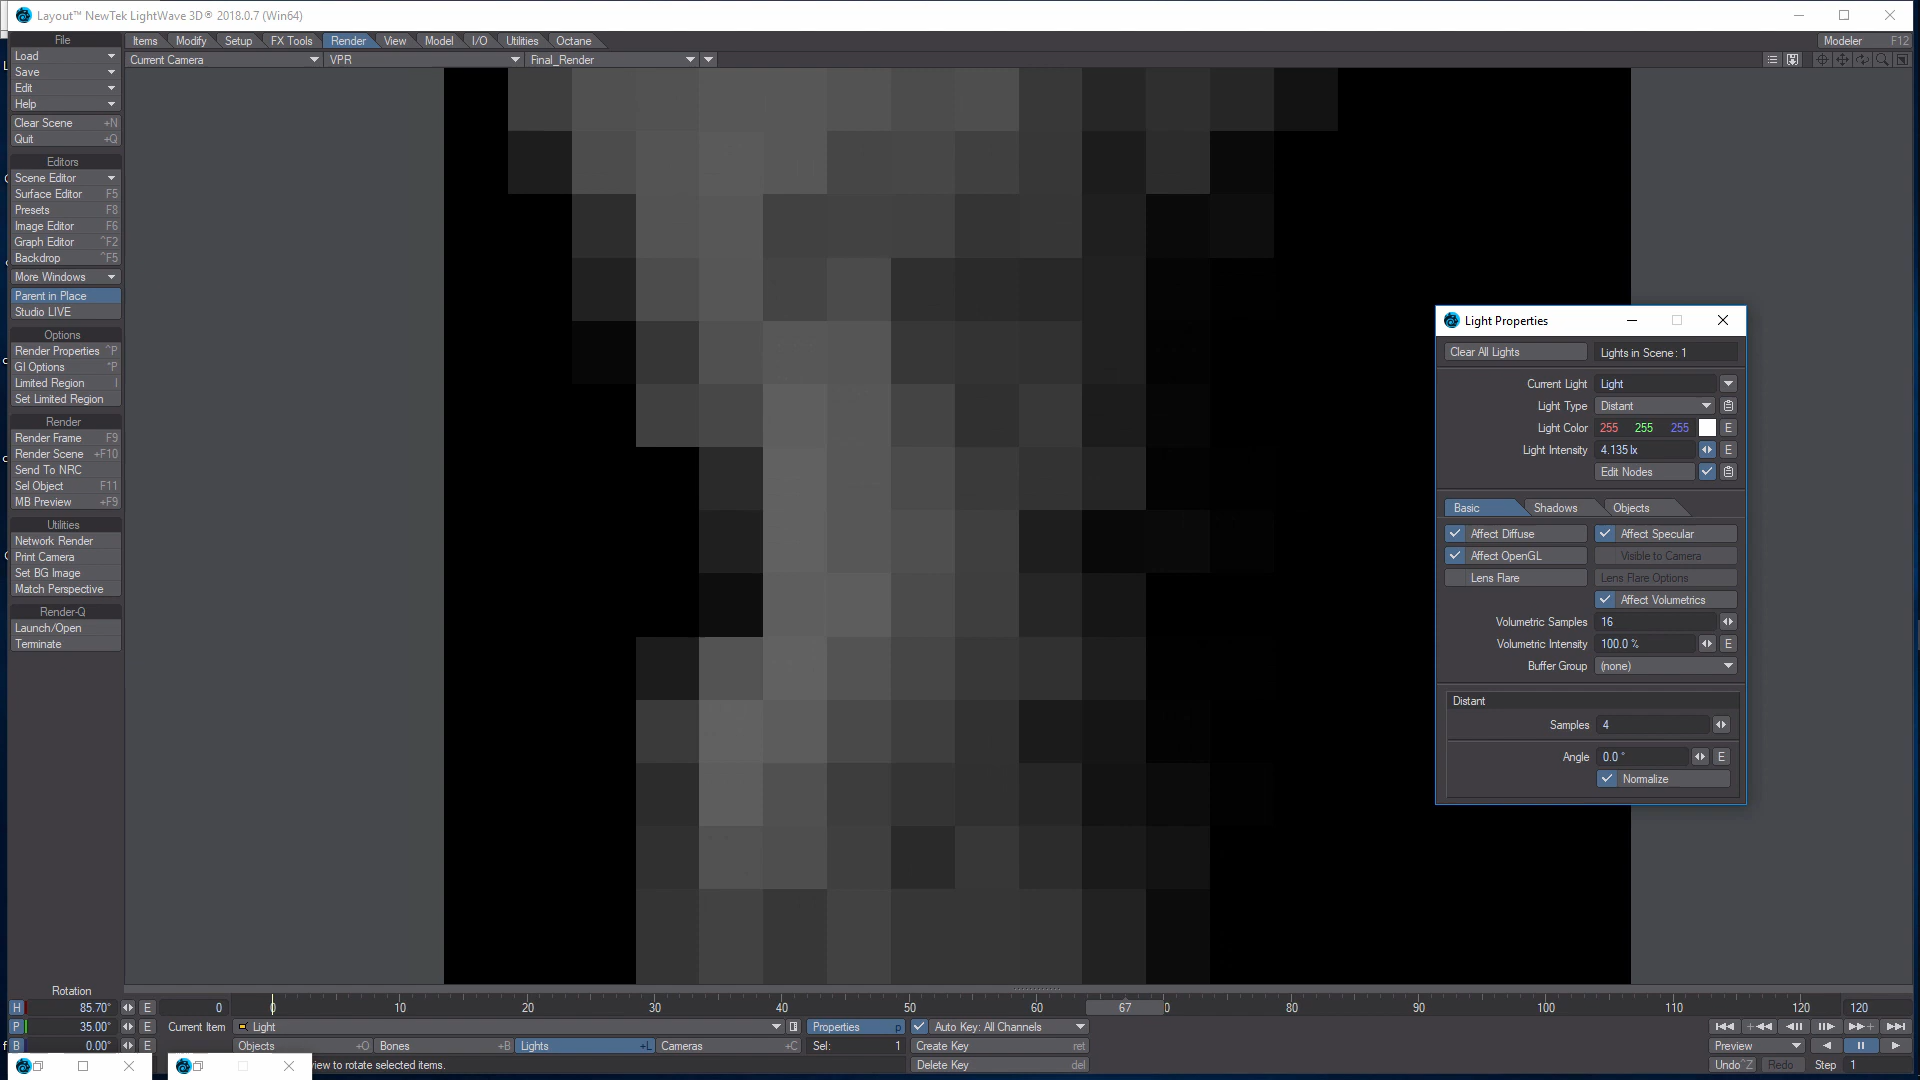 Layout™ NewTek LightWave 3D® 2018.0.7 (Win64)
File Items Modify Setup FX Tools Render View Model I/O Utilities Octane Modeler F12
Load Current Camera VPR Final_Render
Save
Edit
Help
Clear Scene +N
Quit +Q
Editors
Scene Editor
Surface Editor F5
Presets F8
Image Editor F6
Graph Editor ^F2
Backdrop ^F5
More Windows
Parent in Place
Studio LIVE
Options
Render Properties ^P
GI Options *P
Limited Region l
Set Limited Region
Render
Render Frame F9
Render Scene +F10
Send To NRC
Sel Object F11
MB Preview +F9
Utilities
Network Render
Print Camera
Set BG Image
Match Perspective
Render-Q
Launch/Open
Terminate
Light Properties
Clear All Lights Lights in Scene: 1
Current Light Light
Light Type Distant
Light Color 255 255 255 E
Light Intensity 4.135 lx E
Edit Nodes
Basic Shadows Objects
Affect Diffuse Affect Specular
Affect OpenGL Visible to Camera
Lens Flare Lens Flare Options
Affect Volumetrics
Volumetric Samples 16
Volumetric Intensity 100.0 % E
Buffer Group (none)
Distant
Samples 4
Angle 0.0 ° E
Normalize
Rotation
H 85.70° E 0 0 10 20 30 40 50 60 67 0 80 90 100 110 120 120
P 35.00° E Current Item Light Properties p Auto Key: All Channels
B 0.00° E Objects +O Bones +B Lights +L Cameras +C Sel: 1 Create Key ret Preview
view to rotate selected items. Delete Key del Undo ^Z Redo Step 1